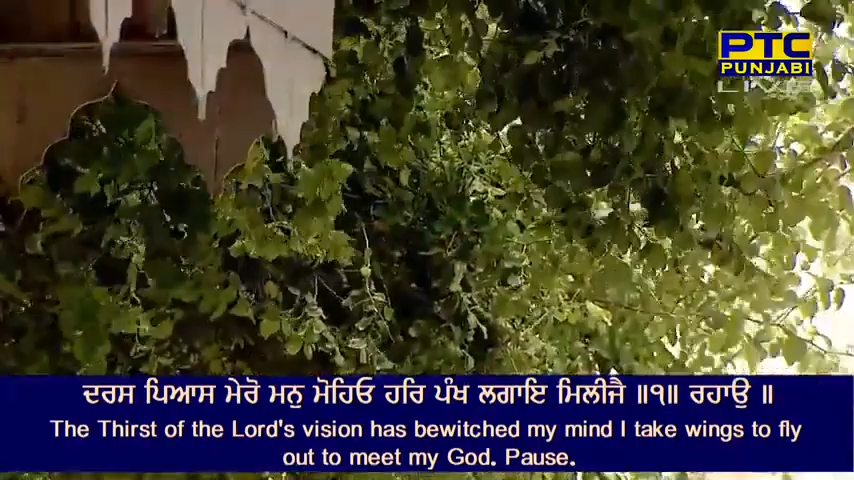 PTC
PUNJABI
LIVE
ਦਰਸ ਪਿਆਸ ਮੇਰੋ ਮਨੁ ਮੋਹਿਓ ਹਰਿ ਪੰਖ ਲਗਾਇ ਮਿਲੀਜੈ ॥੧॥ ਰਹਾਉ ॥
The Thirst of the Lord's vision has bewitched my mind I take wings to fly
out to meet my God. Pause.